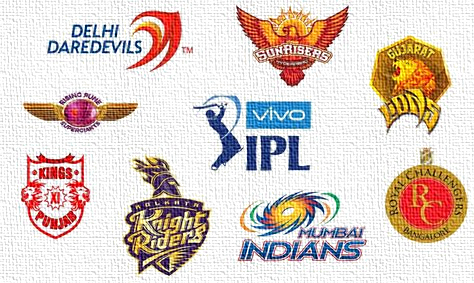 DELHI
DAREDEVILS
TM
SUNRISERS
GUJARAT
RISING PUNE
SUPERGIANTS
vivo
IPL
KINGS
XI
PUNJAB
KOLKATA
Knight
Riders
MUMBAI
INDIANS
ROYAL CHALLENGERS
RC
BANGALORE